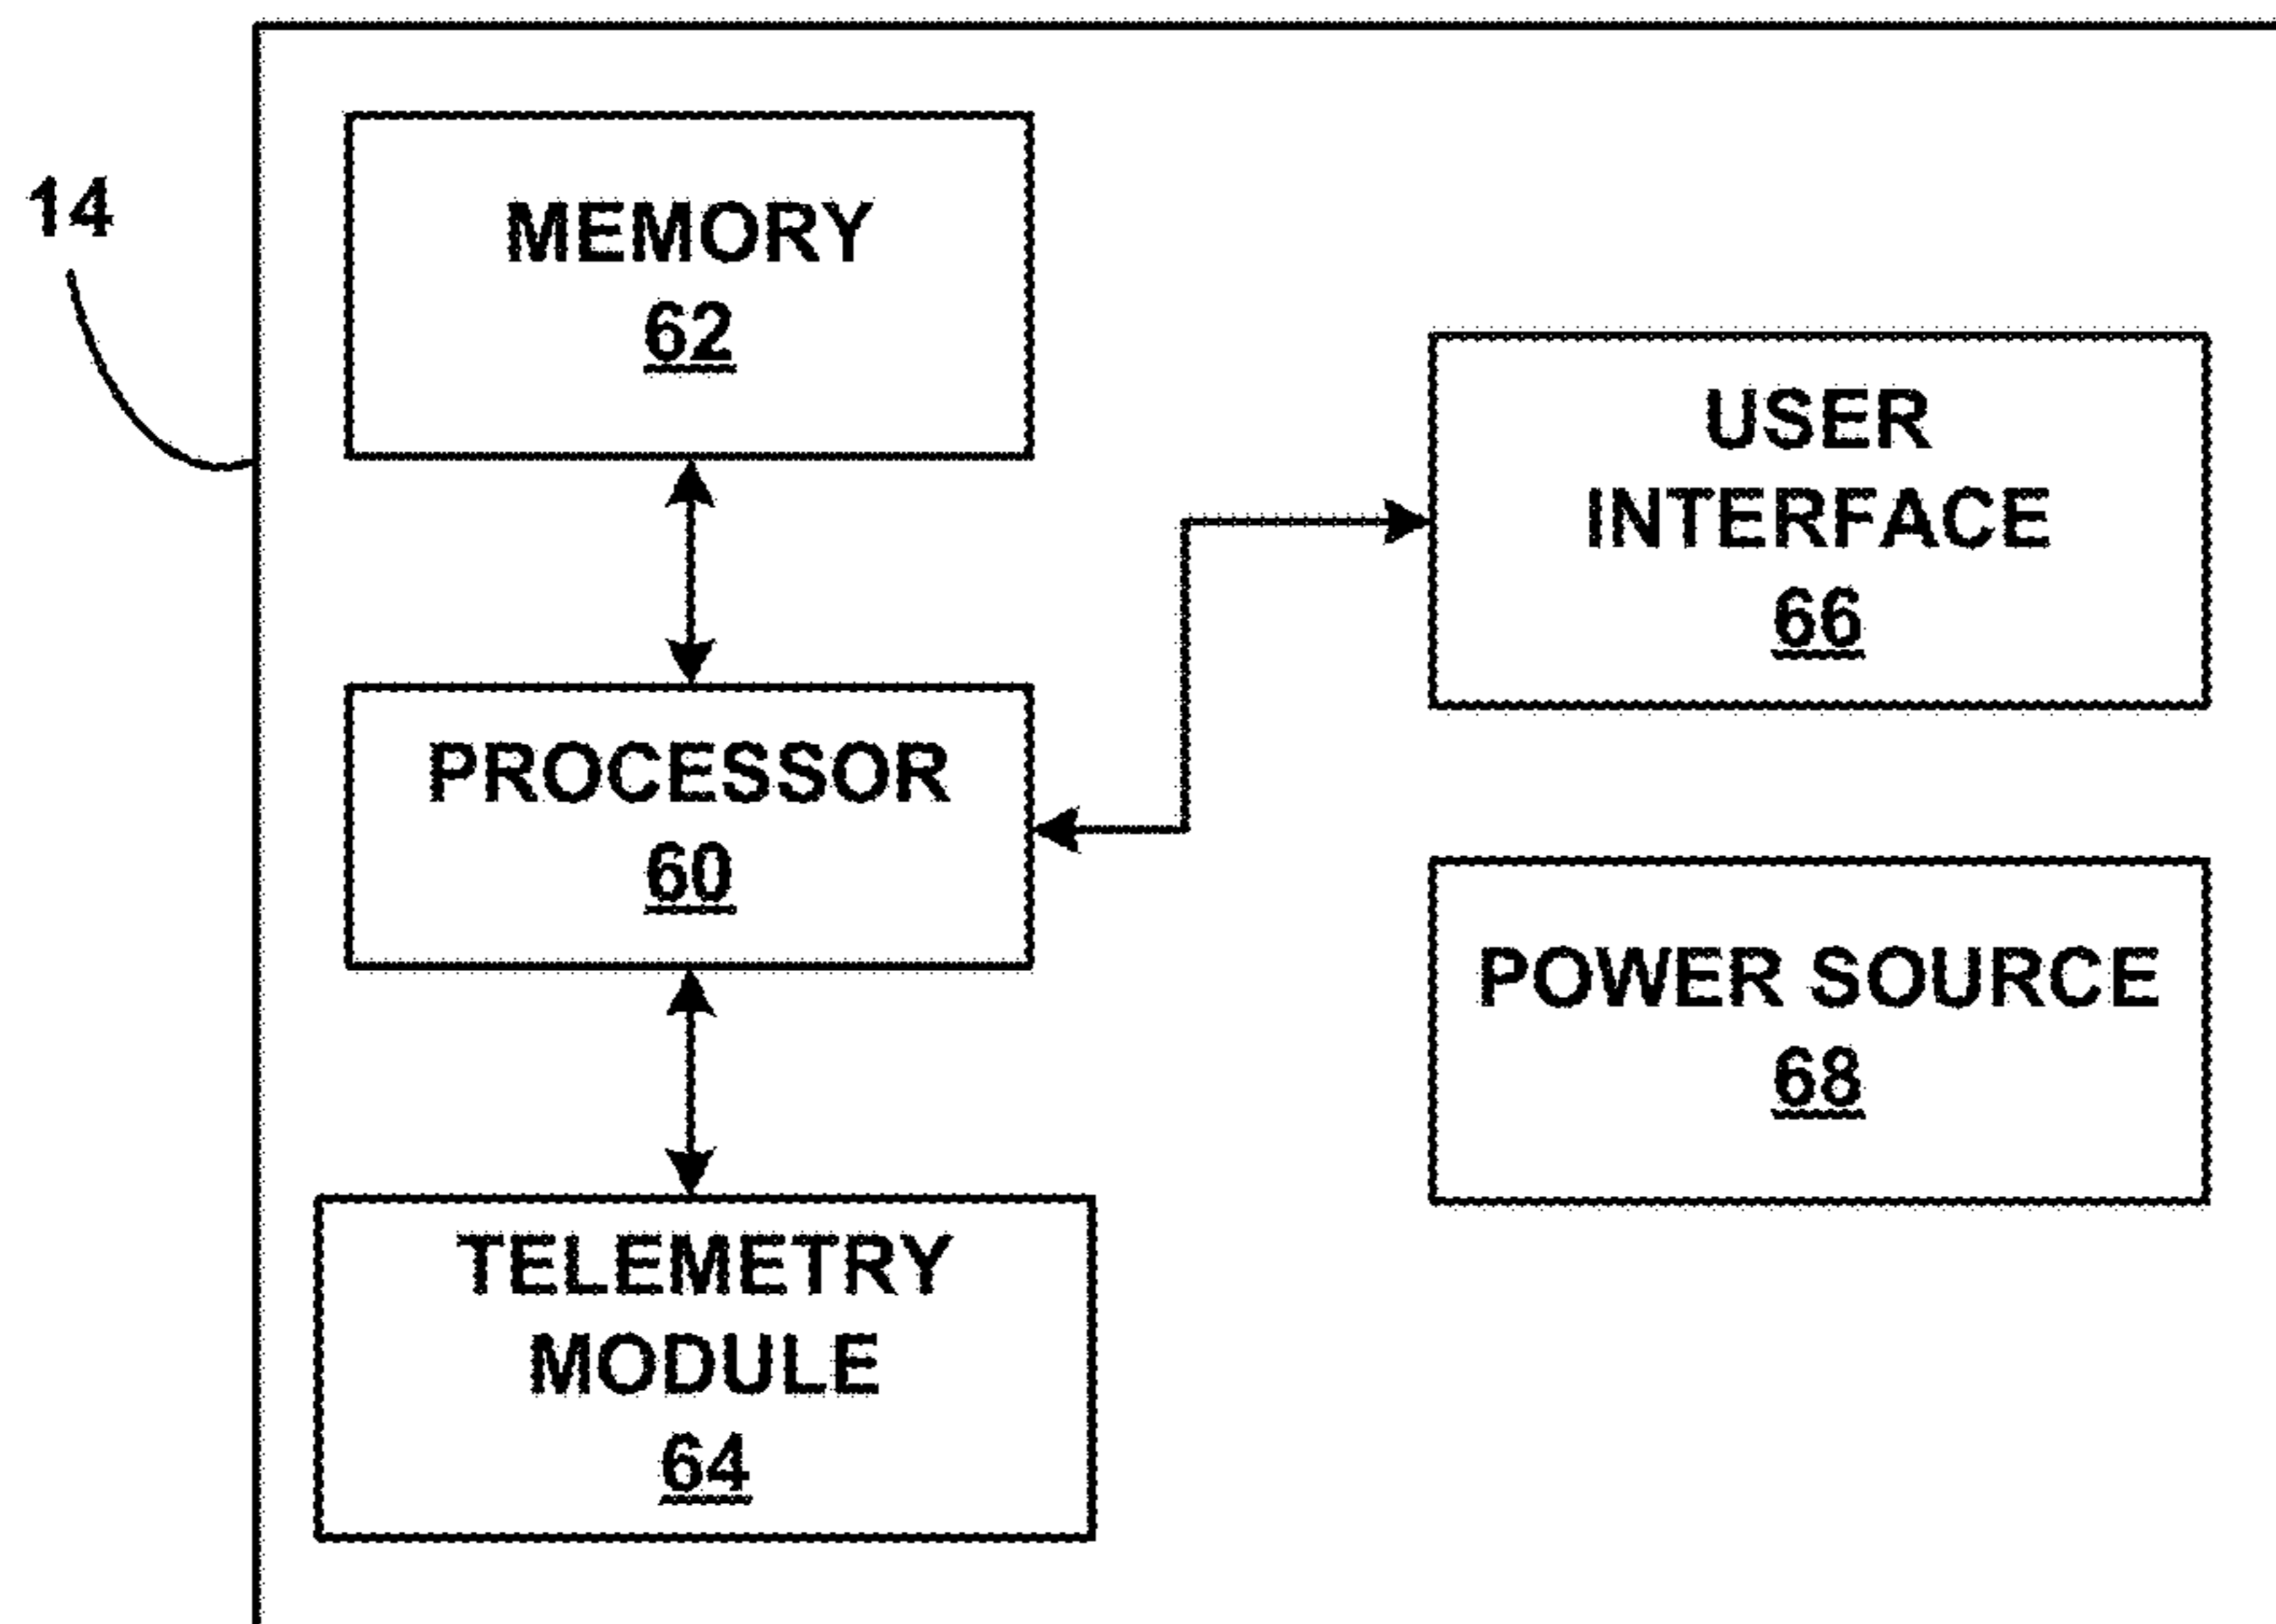 14
MEMORY
62
USER
INTERFACE
66
PROCESSOR
60
POWER SOURCE
68
TELEMETRY
MODULE
64